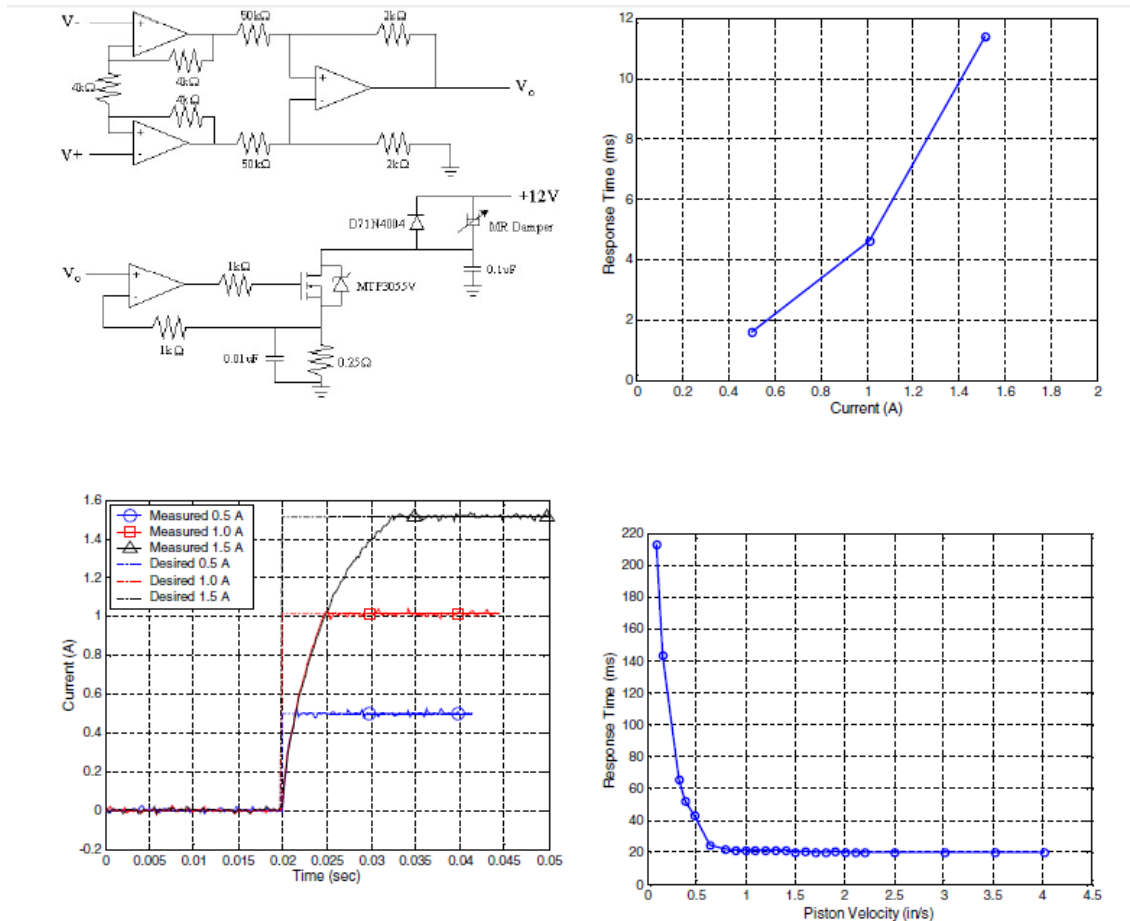 V-
50kΩ
2kΩ
4kΩ
4kΩ
4kΩ
V+
50kΩ
2kΩ
Vo
+12V
D71N4004
MR Damper
0.1uF
Vo
1kΩ
MTP3055V
1kΩ
0.01uF
0.25Ω
12
10
8
6
4
2
0
0 0.2 0.4 0.6 0.8 1 1.2 1.4 1.6 1.8 2
Response Time (ms)
Current (A)
1.6
1.4
1.2
1
0.8
0.6
0.4
0.2
0
-0.2
Measured 0.5 A
Measured 1.0 A
Measured 1.5 A
Desired 0.5 A
Desired 1.0 A
Desired 1.5 A
0 0.005 0.01 0.015 0.02 0.025 0.03 0.035 0.04 0.045 0.05
Current (A)
Time (sec)
220
200
180
160
140
120
100
80
60
40
20
0
0 0.5 1 1.5 2 2.5 3 3.5 4 4.5
Response Time (ms)
Piston Velocity (in/s)